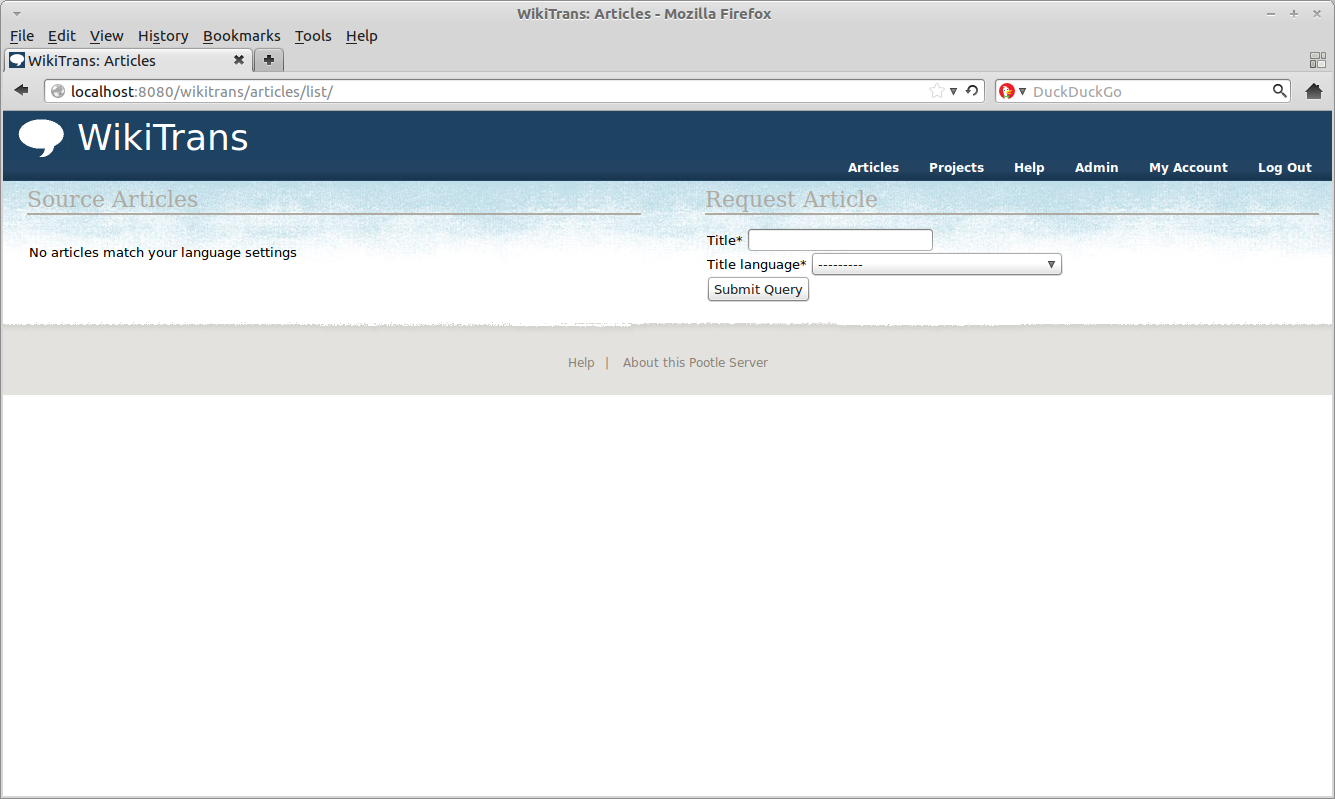 WikiTrans: Articles - Mozilla Firefox
File Edit View History Bookmarks Tools Help
WikiTrans: Articles
localhost:8080/wikitrans/articles/list/ DuckDuckGo
WikiTrans
Articles Projects Help Admin My Account Log Out
Source Articles
No articles match your language settings
Request Article
Title*
Title language* ---------
Submit Query
Help | About this Pootle Server